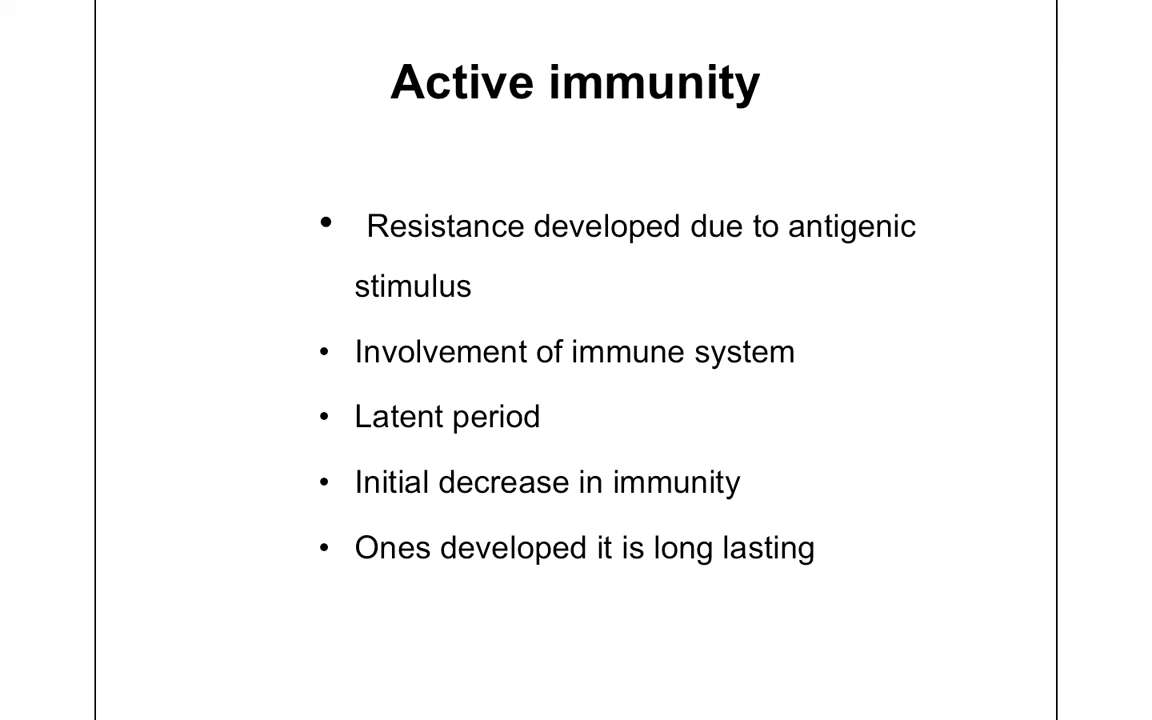 Active immunity
• Resistance developed due to antigenic
stimulus
• Involvement of immune system
• Latent period
• Initial decrease in immunity
• Ones developed it is long lasting